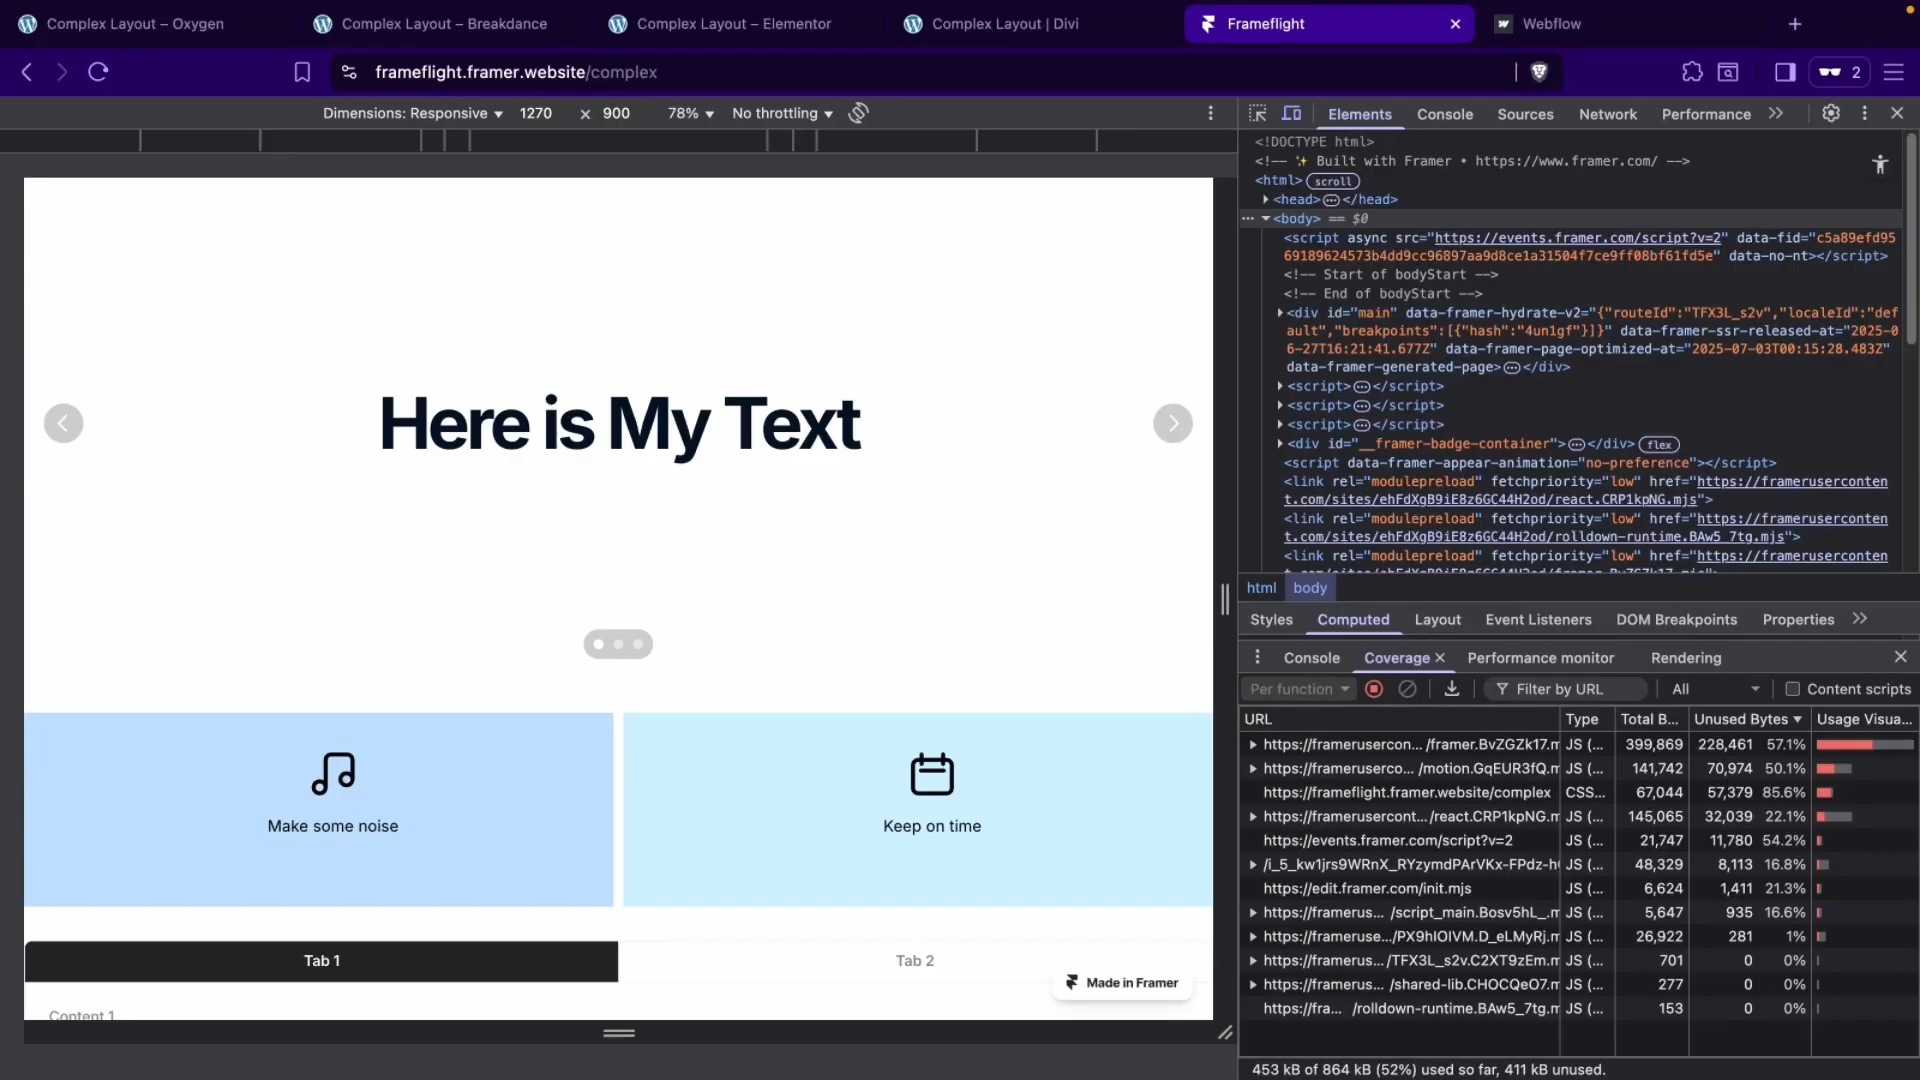 Complex Layout – Oxygen
Complex Layout – Breakdance
Complex Layout – Elementor
Complex Layout | Divi
Frameflight
Webflow
frameflight.framer.website/complex
2
Dimensions: Responsive
1270 x 900
78%
No throttling
Elements
Console
Sources
Network
Performance
<!DOCTYPE html>
<!-- ✨ Built with Framer • https://www.framer.com/ -->
<html> scroll
<head>…</head>
<body> == $0
<script async src="https://events.framer.com/script?v=2" data-fid="c5a89efd95
69189624573b4dd9cc96897aa9d8ce1a31504f7ce9ff08bf61fd5e" data-no-nt></script>
<!-- Start of bodyStart -->
<!-- End of bodyStart -->
<div id="main" data-framer-hydrate-v2="{"routeId":"TFX3L_s2v","localeId":"def
ault","breakpoints":[{"hash":"4un1gf"}]}" data-framer-ssr-released-at="2025-0
6-27T16:21:41.677Z" data-framer-page-optimized-at="2025-07-03T00:15:28.483Z"
data-framer-generated-page>…</div>
<script>…</script>
<script>…</script>
<script>…</script>
<div id="__framer-badge-container">…</div> flex
<script data-framer-appear-animation="no-preference"></script>
<link rel="modulepreload" fetchpriority="low" href="https://frameruserconten
t.com/sites/ehFdXgB9iE8z6GC44H2od/react.CRP1kpNG.mjs">
<link rel="modulepreload" fetchpriority="low" href="https://frameruserconten
t.com/sites/ehFdXgB9iE8z6GC44H2od/rolldown-runtime.BAw5_7tg.mjs">
<link rel="modulepreload" fetchpriority="low" href="https://frameruserconten
html body
Styles
Computed
Layout
Event Listeners
DOM Breakpoints
Properties
Console
Coverage
Performance monitor
Rendering
Per function
Filter by URL
All
Content scripts
URL Type Total B... Unused Bytes Usage Visua...
https://framerusercon... /framer.BvZGZk17.m JS (... 399,869 228,461 57.1%
https://frameruserco... /motion.GqEUR3fQ.m JS (... 141,742 70,974 50.1%
https://frameflight.framer.website/complex CSS... 67,044 57,379 85.6%
https://framerusercont... /react.CRP1kpNG.m JS (... 145,065 32,039 22.1%
https://events.framer.com/script?v=2 JS (... 21,747 11,780 54.2%
/i_5_kw1jrs9WRnX_RYzymdPArVKx-FPdz-h JS (... 48,329 8,113 16.8%
https://edit.framer.com/init.mjs JS (... 6,624 1,411 21.3%
https://framerus... /script_main.Bosv5hL_.m JS (... 5,647 935 16.6%
https://frameruse.../PX9hIOIVM.D_eLMyRj.m JS (... 26,922 281 1%
https://framerus.../TFX3L_s2v.C2XT9zEm.m JS (... 701 0 0%
https://framerus... /shared-lib.CHOCQeO7.m JS (... 277 0 0%
https://fra... /rolldown-runtime.BAw5_7tg.m JS (... 153 0 0%
453 kB of 864 kB (52%) used so far, 411 kB unused.
Here is My Text
Make some noise
Keep on time
Tab 1
Tab 2
Made in Framer
Content 1